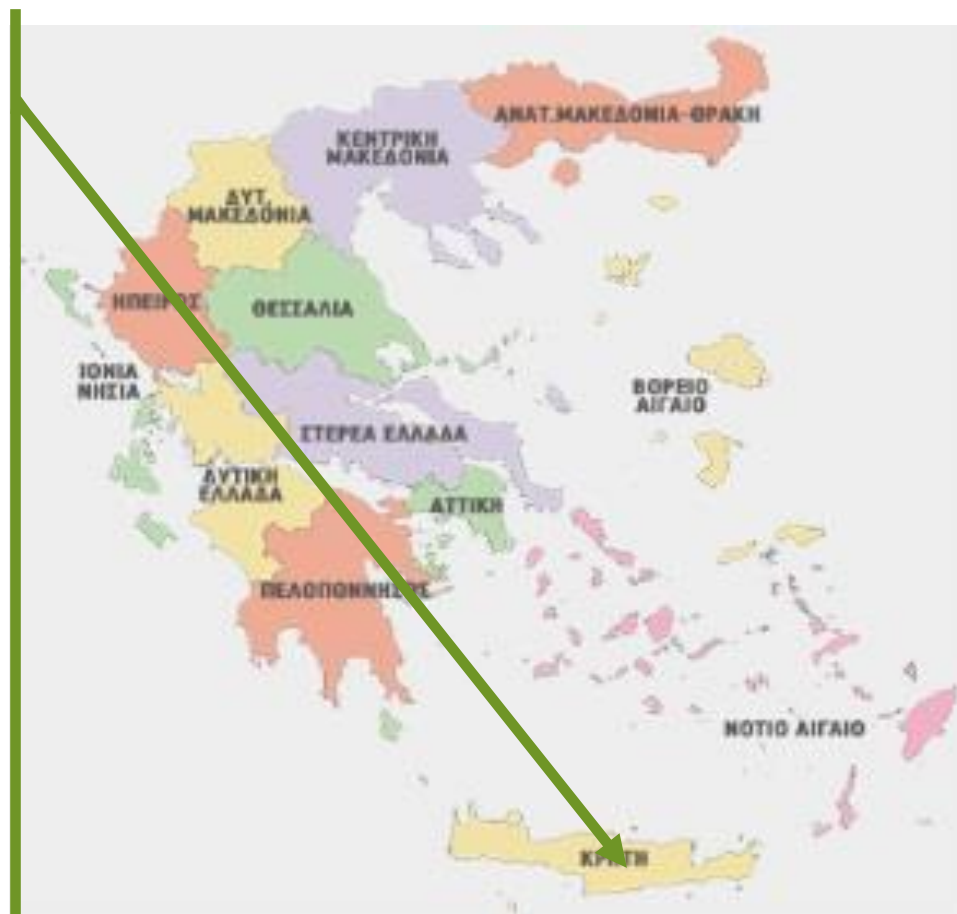 ΑΝΑΤ.ΜΑΚΕΔΟΝΙΑ-ΘΡΑΚΗ
ΚΕΝΤΡΙΚΗ
ΜΑΚΕΔΟΝΙΑ
ΔΥΤ.
ΜΑΚΕΔΟΝΙΑ
ΗΠΕΙΡΟΣ
ΘΕΣΣΑΛΙΑ
ΙΟΝΙΑ
ΝΗΣΙΑ
ΒΟΡΕΙΟ
ΑΙΓΑΙΟ
ΣΤΕΡΕΑ ΕΛΛΑΔΑ
ΔΥΤΙΚΗ
ΕΛΛΑΔΑ
ΑΤΤΙΚΗ
ΠΕΛΟΠΟΝΝΗΣΟΣ
ΝΟΤΙΟ ΑΙΓΑΙΟ
ΚΡΗΤΗ